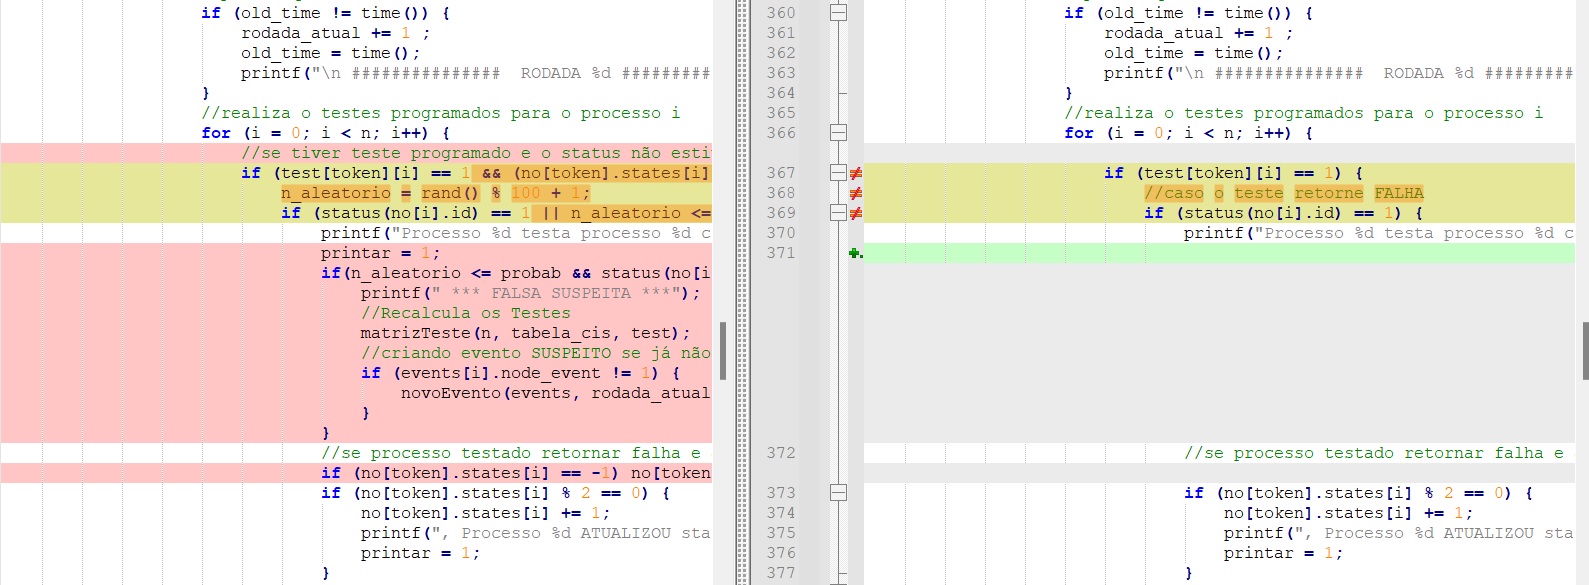 if (old_time != time()) {
rodada_atual += 1 ;
old_time = time();
printf("\n ############### RODADA %d #########
}
//realiza o testes programados para o processo i
for (i = 0; i < n; i++) {
//se tiver teste programado e o status não esti
if (test[token][i] == 1 && (no[token].states[i]
n_aleatorio = rand() % 100 + 1;
if (status(no[i].id) == 1 || n_aleatorio <=
printf("Processo %d testa processo %d c
printar = 1;
if(n_aleatorio <= probab && status(no[i
printf(" *** FALSA SUSPEITA ***");
//Recalcula os Testes
matrizTeste(n, tabela_cis, test);
//criando evento SUSPEITO se já não
if (events[i].node_event != 1) {
novoEvento(events, rodada_atual
}
}
//se processo testado retornar falha e
if (no[token].states[i] == -1) no[token
if (no[token].states[i] % 2 == 0) {
no[token].states[i] += 1;
printf(", Processo %d ATUALIZOU sta
printar = 1;
}
360 if (old_time != time()) {
361 rodada_atual += 1 ;
362 old_time = time();
363 printf("\n ############### RODADA %d #########
364 }
365 //realiza o testes programados para o processo i
366 for (i = 0; i < n; i++) {
367 if (test[token][i] == 1) {
368 //caso o teste retorne FALHA
369 if (status(no[i].id) == 1) {
370 printf("Processo %d testa processo %d c
371
372 //se processo testado retornar falha e
373 if (no[token].states[i] % 2 == 0) {
374 no[token].states[i] += 1;
375 printf(", Processo %d ATUALIZOU sta
376 printar = 1;
377 }